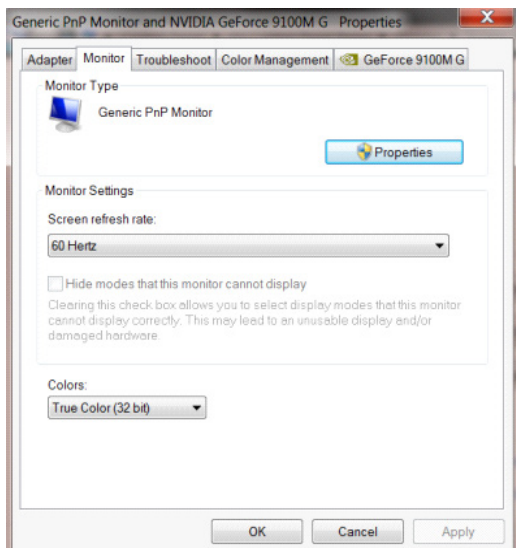 Generic PnP Monitor and NVIDIA GeForce 9100M G Properties
X
Adapter Monitor Troubleshoot Color Management GeForce 9100M G
Monitor Type
Generic PnP Monitor
Properties
Monitor Settings
Screen refresh rate:
60 Hertz
Hide modes that this monitor cannot display
Clearing this check box allows you to select display modes that this monitor
cannot display correctly. This may lead to an unusable display and/or
damaged hardware.
Colors:
True Color (32 bit)
OK Cancel Apply